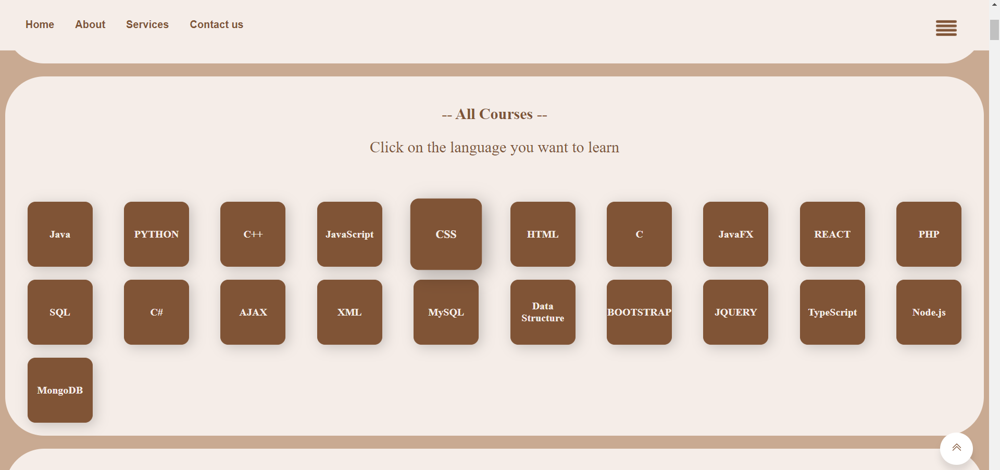 Home About Services Contact us
-- All Courses --
Click on the language you want to learn
Java PYTHON C++ JavaScript CSS HTML C JavaFX REACT PHP
SQL C# AJAX XML MySQL Data Structure BOOTSTRAP JQUERY TypeScript Node.js
MongoDB